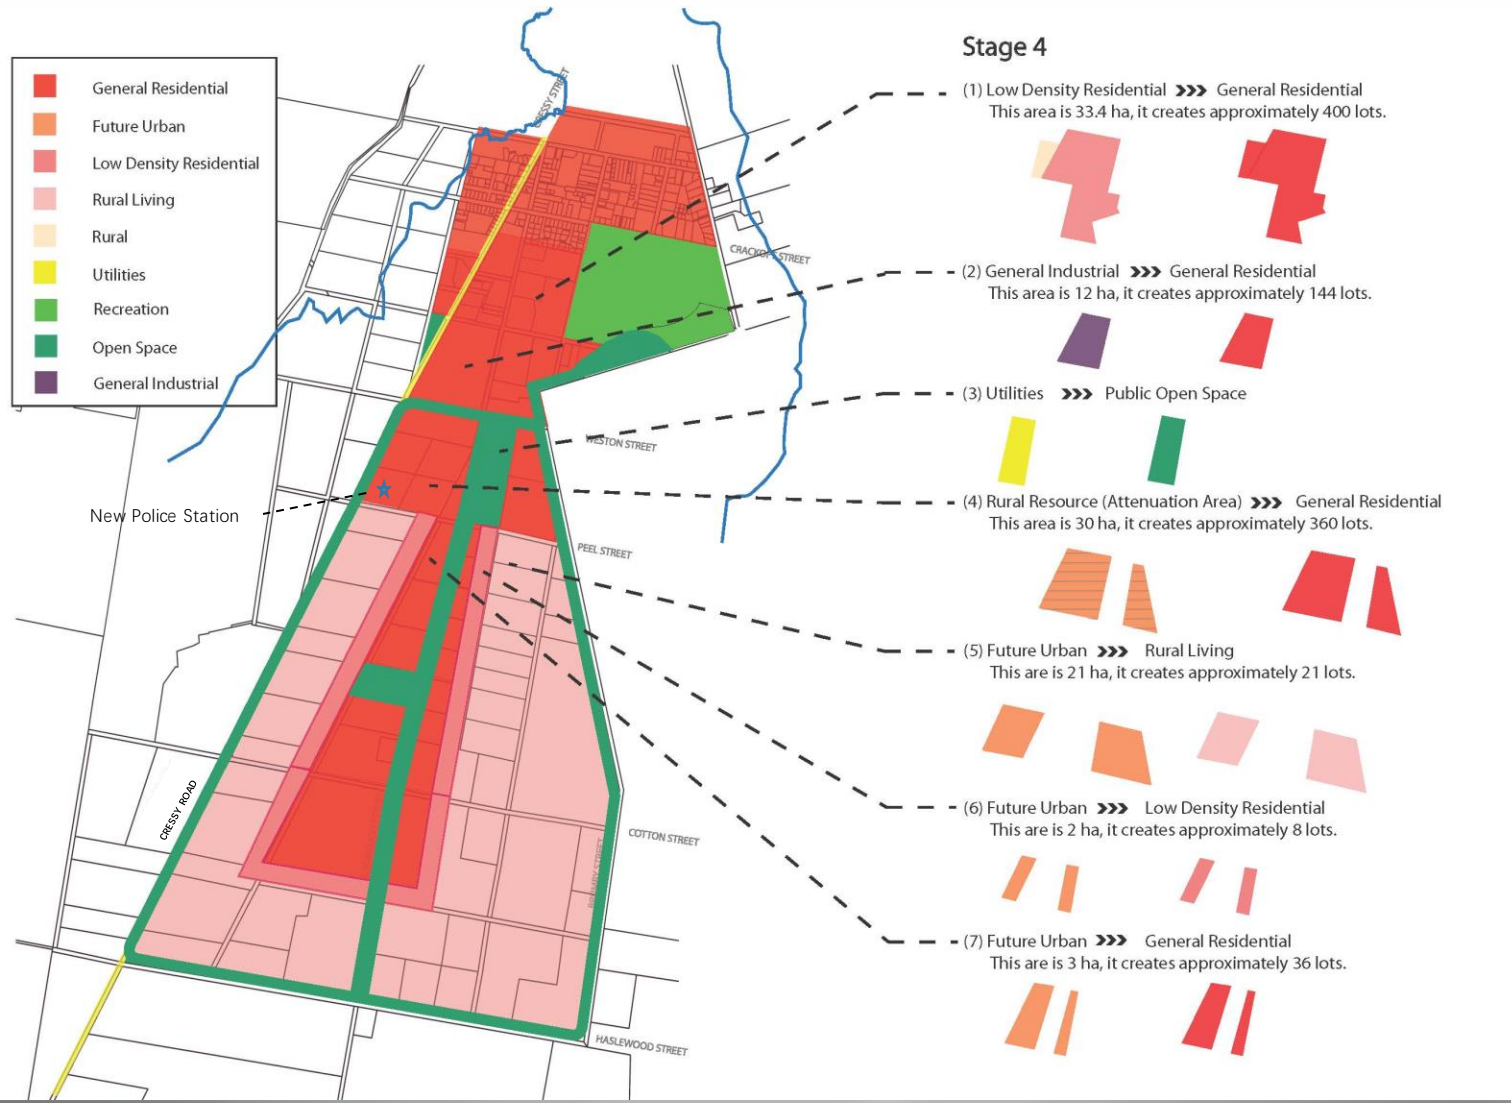 General Residential
Future Urban
Low Density Residential
Rural Living
Rural
Utilities
Recreation
Open Space
General Industrial
New Police Station
CRESSY STREET
CRACKOFT STREET
WESTON STREET
PEEL STREET
COTTON STREET
HASLEWOOD STREET
CRESSY ROAD
Stage 4
(1) Low Density Residential General Residential
This area is 33.4 ha, it creates approximately 400 lots.
(2) General Industrial General Residential
This area is 12 ha, it creates approximately 144 lots.
(3) Utilities Public Open Space
(4) Rural Resource (Attenuation Area) General Residential
This area is 30 ha, it creates approximately 360 lots.
(5) Future Urban Rural Living
This are is 21 ha, it creates approximately 21 lots.
(6) Future Urban Low Density Residential
This are is 2 ha, it creates approximately 8 lots.
(7) Future Urban General Residential
This are is 3 ha, it creates approximately 36 lots.